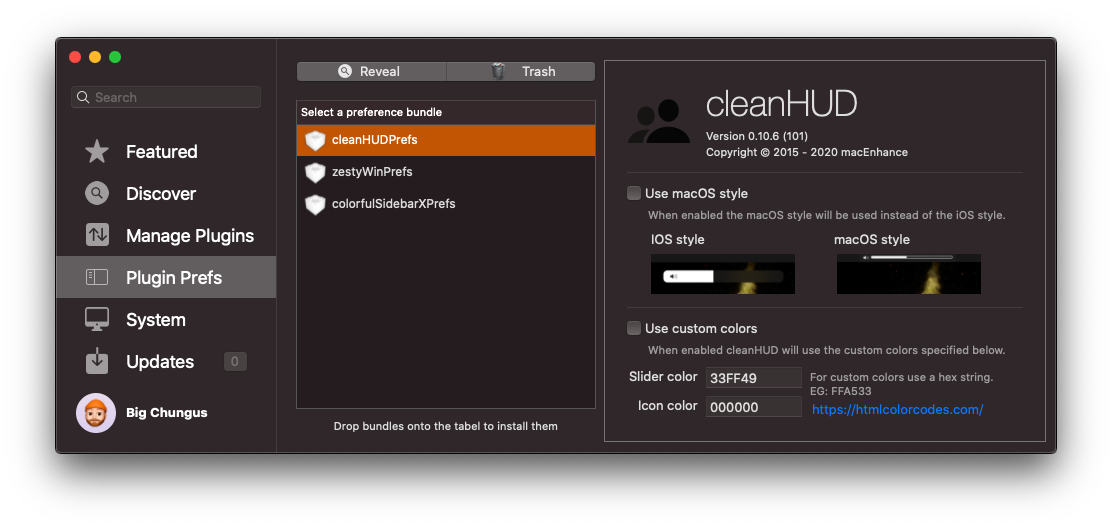 Search
Featured
Discover
Manage Plugins
Plugin Prefs
System
Updates 0
Big Chungus
Reveal Trash
Select a preference bundle
cleanHUDPrefs
zestyWinPrefs
colorfulSidebarXPrefs
Drop bundles onto the tabel to install them
cleanHUD
Version 0.10.6 (101)
Copyright © 2015 - 2020 macEnhance
Use macOS style
When enabled the macOS style will be used instead of the iOS style.
IOS style macOS style
Use custom colors
When enabled cleanHUD will use the custom colors specified below.
Slider color 33FF49 For custom colors use a hex string.
EG: FFA533
Icon color 000000 https://htmlcolorcodes.com/